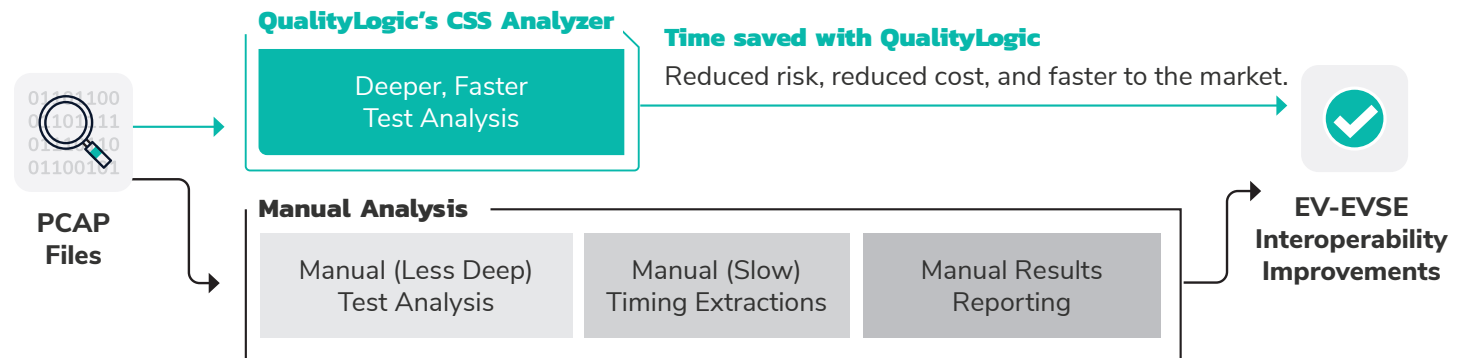 QualityLogic's CSS Analyzer
Deeper, Faster
Test Analysis
Time saved with QualityLogic
Reduced risk, reduced cost, and faster to the market.
PCAP
Files
Manual Analysis
Manual (Less Deep)
Test Analysis
Manual (Slow)
Timing Extractions
Manual Results
Reporting
EV-EVSE
Interoperability
Improvements